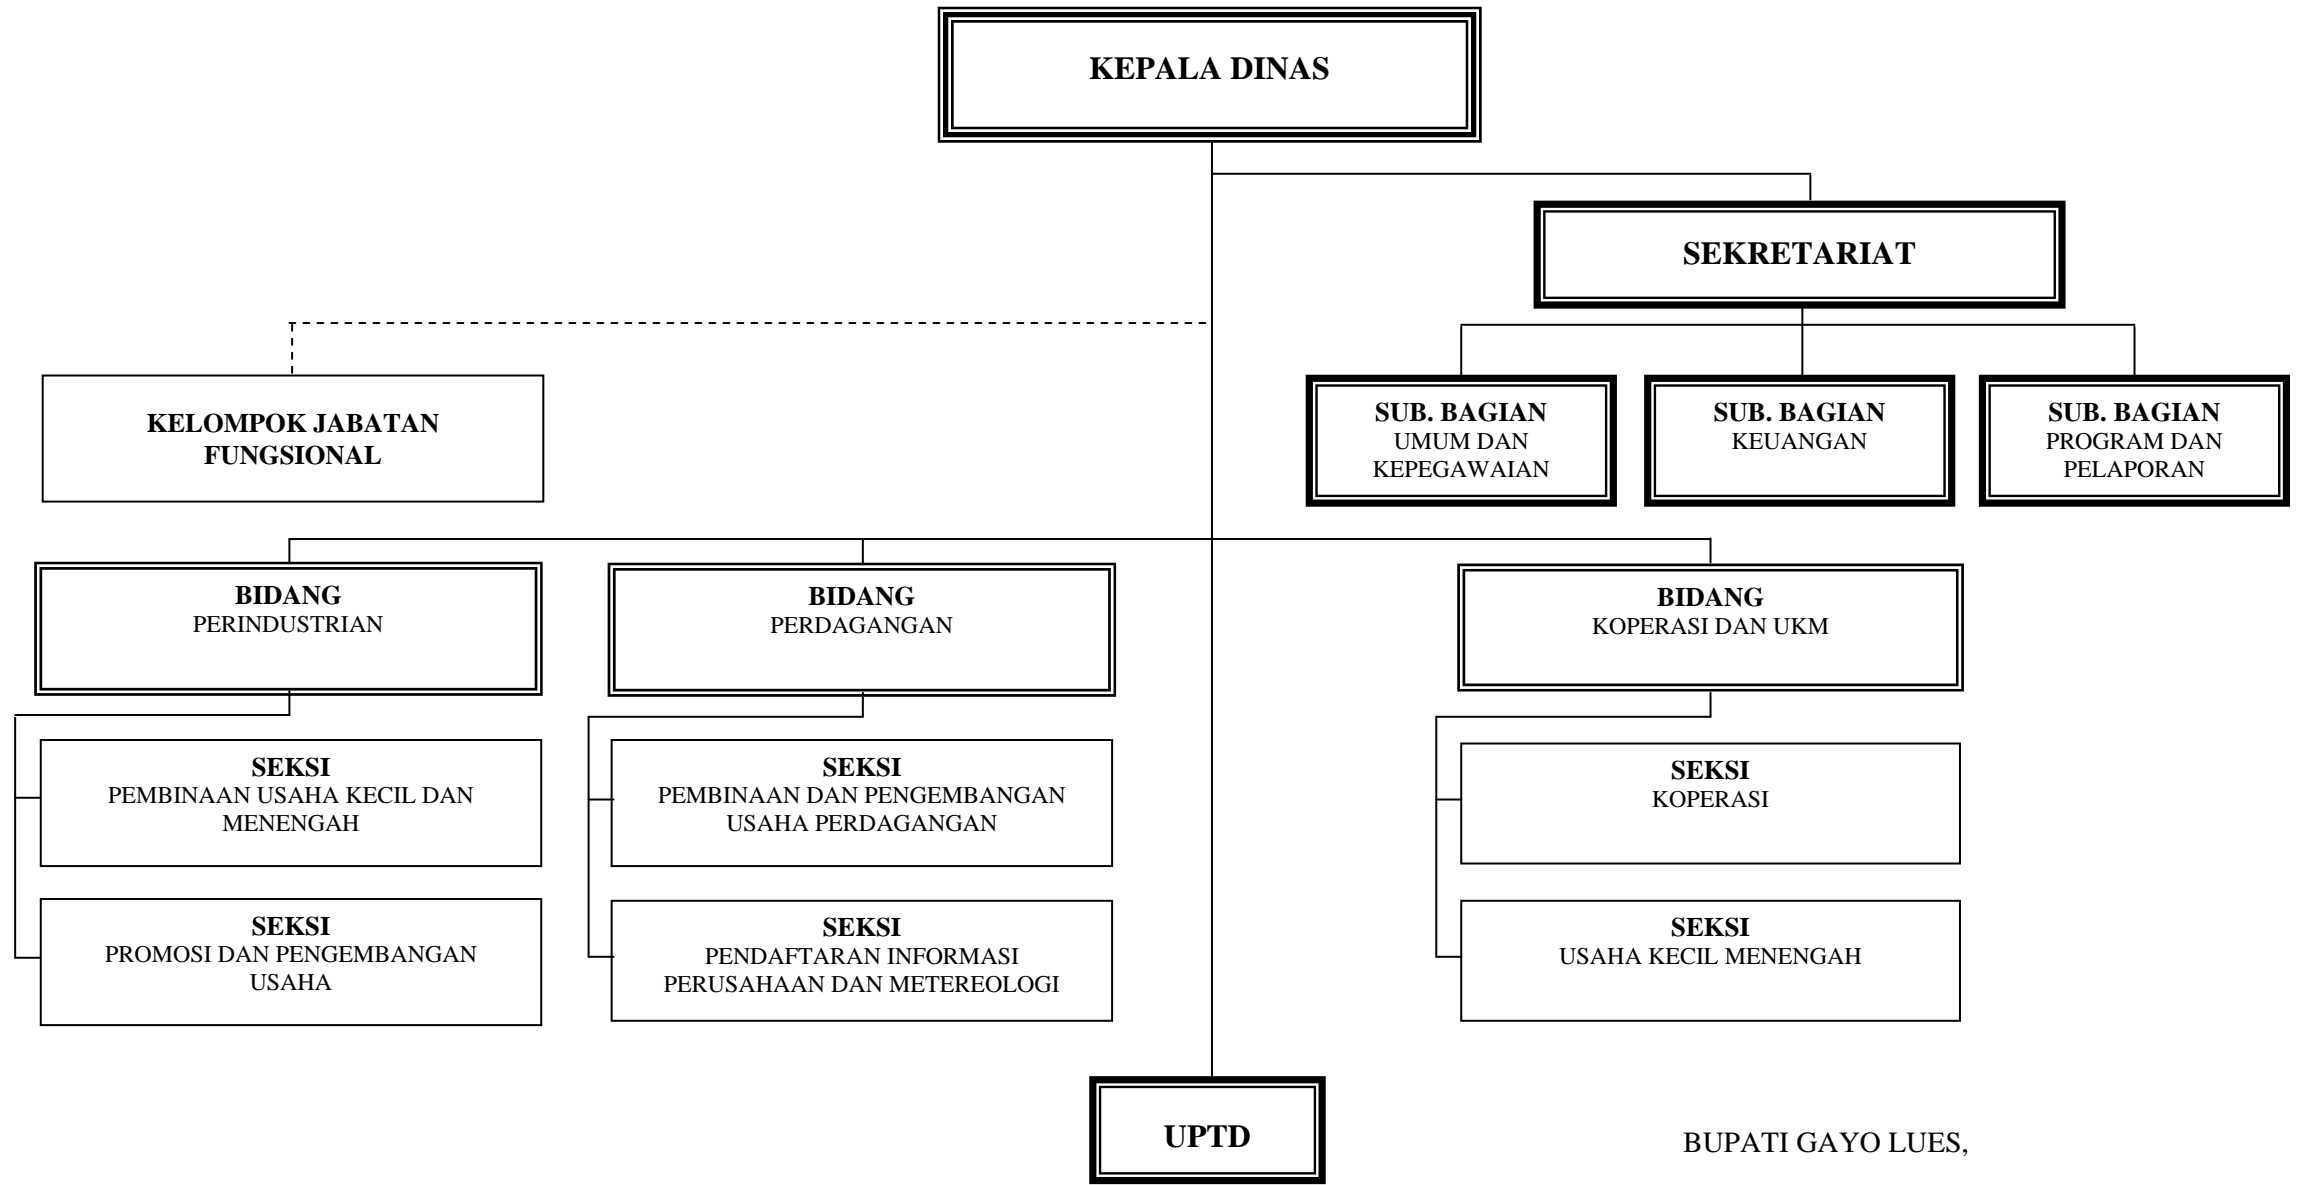 KEPALA DINAS
SEKRETARIAT
KELOMPOK JABATAN
FUNGSIONAL
SUB. BAGIAN
UMUM DAN
KEPEGAWAIAN
SUB. BAGIAN
KEUANGAN
SUB. BAGIAN
PROGRAM DAN
PELAPORAN
BIDANG
PERINDUSTRIAN
BIDANG
PERDAGANGAN
BIDANG
KOPERASI DAN UKM
SEKSI
PEMBINAAN USAHA KECIL DAN
MENENGAH
SEKSI
PEMBINAAN DAN PENGEMBANGAN
USAHA PERDAGANGAN
SEKSI
KOPERASI
SEKSI
PROMOSI DAN PENGEMBANGAN
USAHA
SEKSI
PENDAFTARAN INFORMASI
PERUSAHAAN DAN METEREOLOGI
SEKSI
USAHA KECIL MENENGAH
UPTD
BUPATI GAYO LUES,